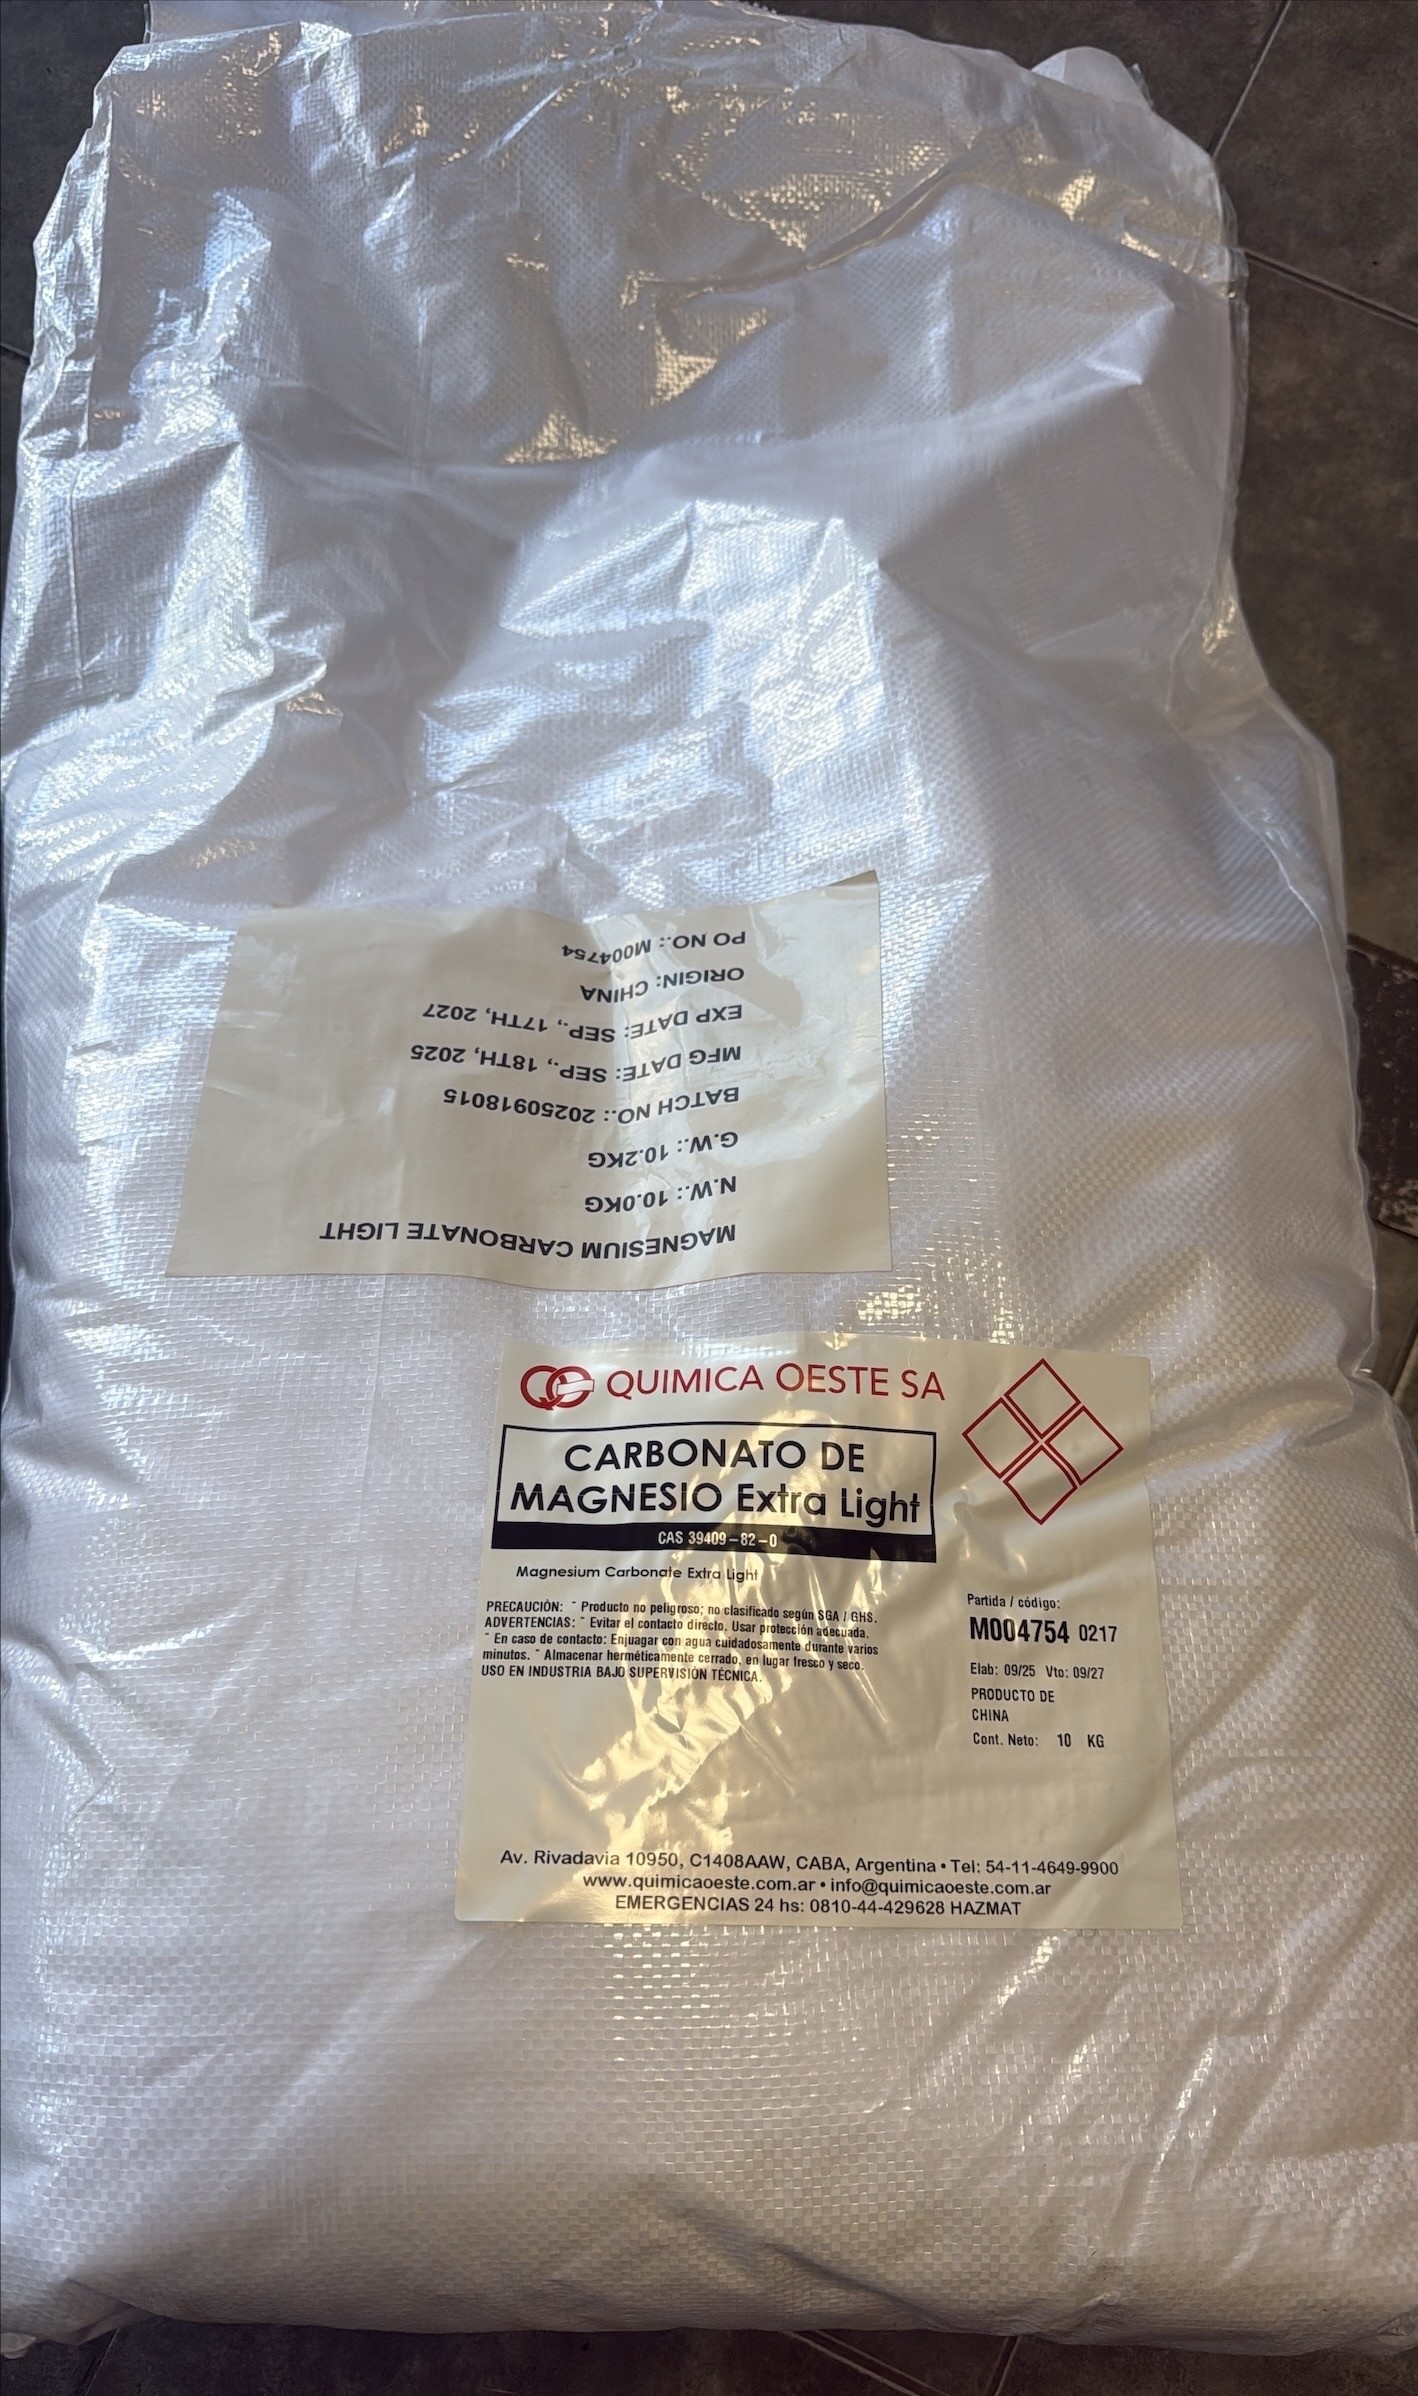 MAGNESIUM CARBONATE LIGHT
N.W.: 10.0KG
G.W.: 10.2KG
BATCH NO.: 20250918015
MFG DATE: SEP., 18TH, 2025
EXP DATE: SEP., 17TH, 2027
ORIGIN: CHINA
PO NO.: M004754
QUIMICA OESTE SA
CARBONATO DE
MAGNESIO Extra Light
CAS 39409-82-0
Magnesium Carbonate Extra Light
PRECAUCIÓN: ¨ Producto no peligroso; no clasificado según SGA / GHS.
ADVERTENCIAS: ¨ Evitar el contacto directo. Usar protección adecuada.
¨ En caso de contacto: Enjuagar con agua cuidadosamente durante varios
minutos. ¨ Almacenar herméticamente cerrado, en lugar fresco y seco.
USO EN INDUSTRIA BAJO SUPERVISIÓN TÉCNICA.
Partida / código:
M004754 0217
Elab: 09/25 Vto: 09/27
PRODUCTO DE
CHINA
Cont. Neto: 10 KG
Av. Rivadavia 10950, C1408AAW, CABA, Argentina • Tel: 54-11-4649-9900
www.quimicaoeste.com.ar • info@quimicaoeste.com.ar
EMERGENCIAS 24 hs: 0810-44-429628 HAZMAT